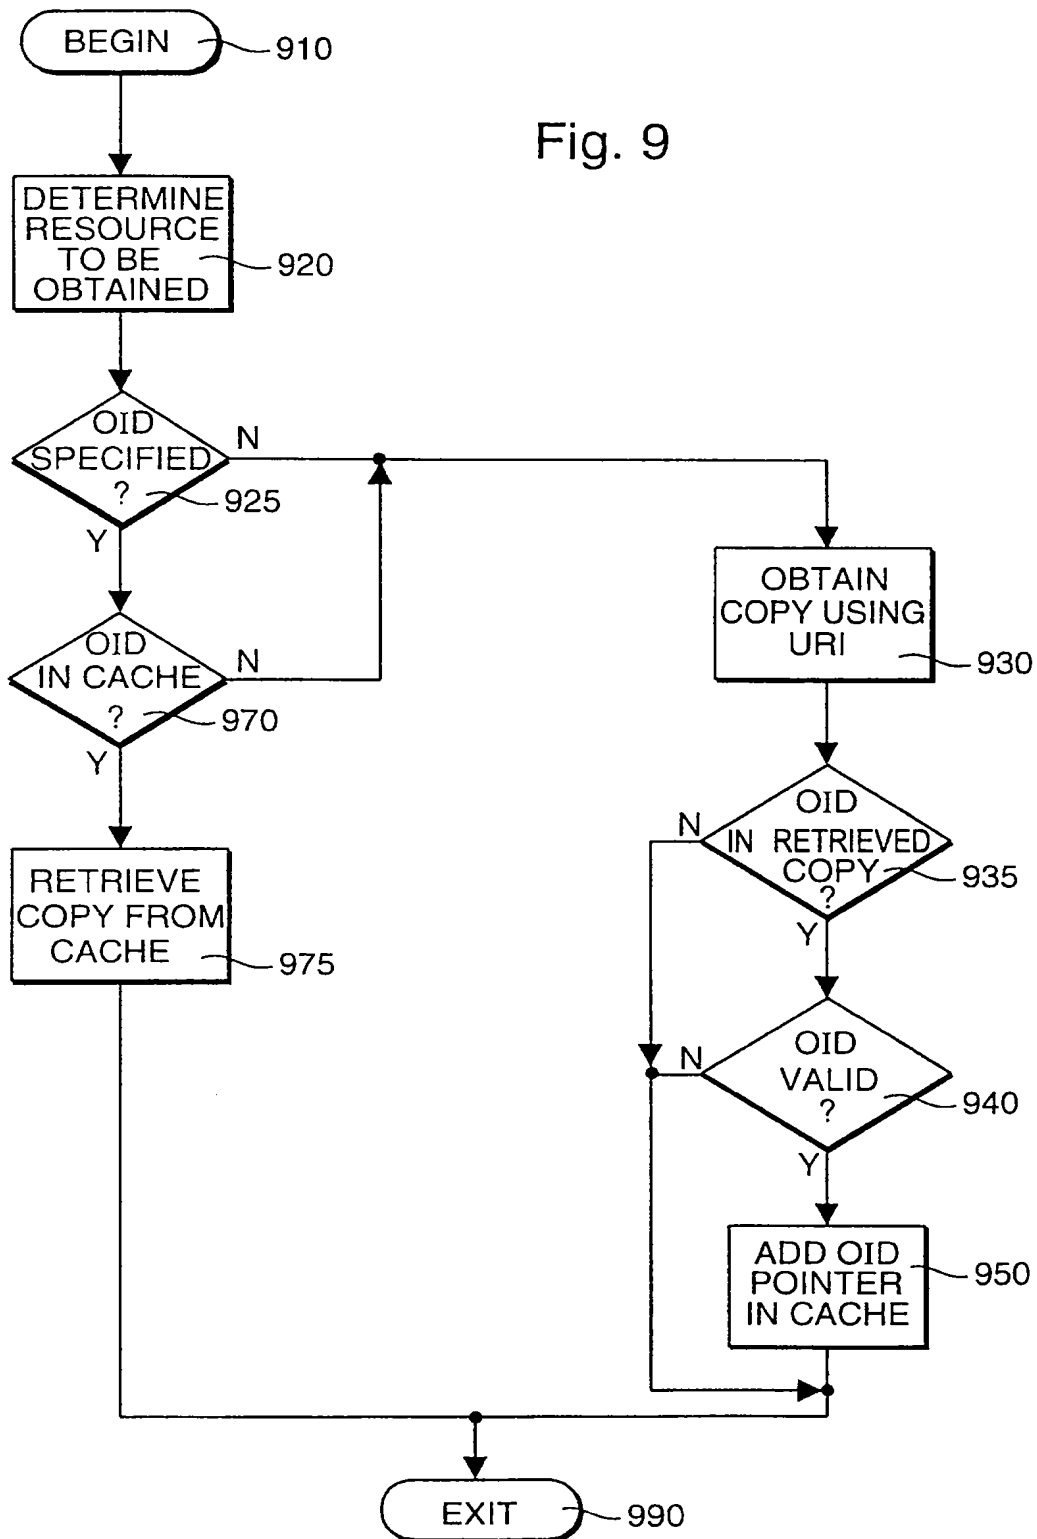 BEGIN
910
Fig. 9
DETERMINE
RESOURCE
TO BE
OBTAINED
920
OID
SPECIFIED
?
925
N
Y
OID
IN CACHE
?
970
N
Y
RETRIEVE
COPY FROM
CACHE
975
OBTAIN
COPY USING
URI
930
OID
IN RETRIEVED
COPY
?
935
N
Y
OID
VALID
?
940
N
Y
ADD OID
POINTER
IN CACHE
950
EXIT
990